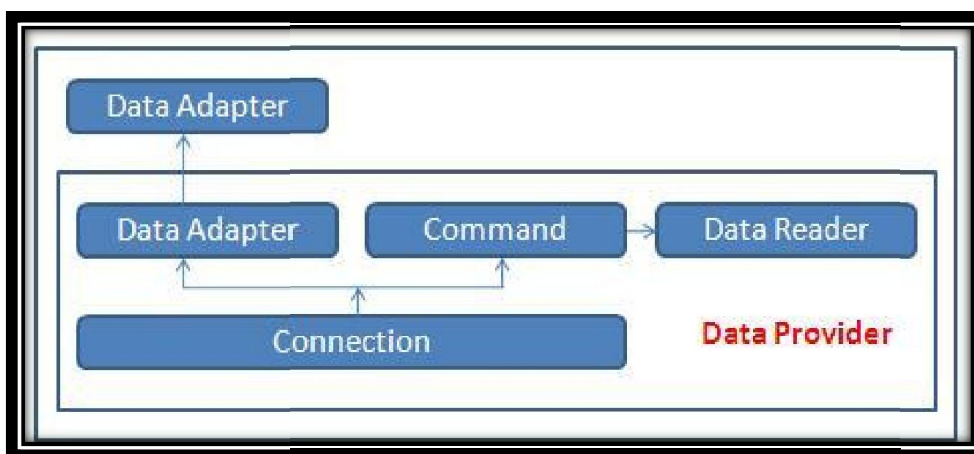 Data Adapter
Data Adapter
Command
Data Reader
Connection
Data Provider